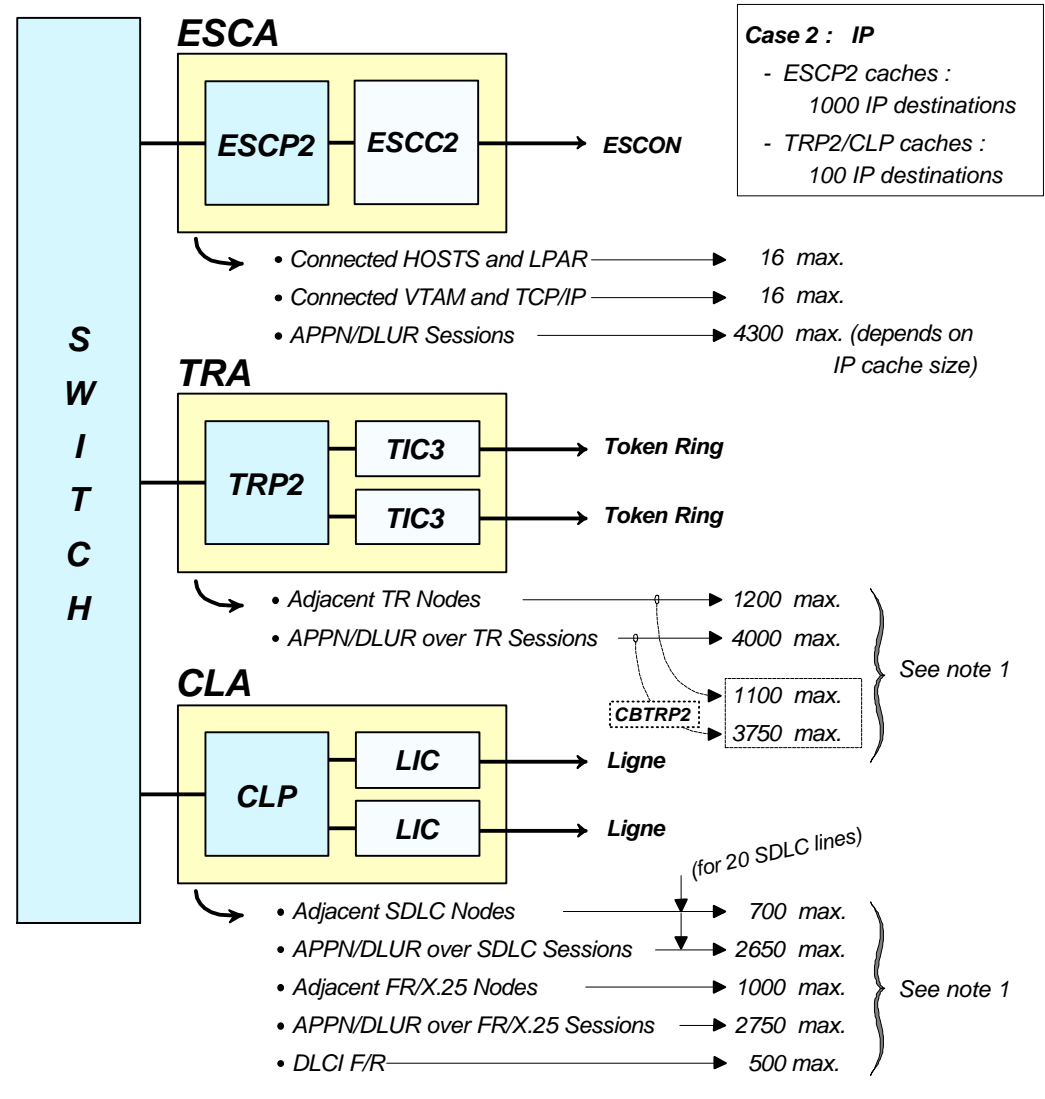 ESCA
Case 2 : IP
- ESCP2 caches :
1000 IP destinations
- TRP2/CLP caches :
100 IP destinations
ESCP2
ESCC2
ESCON
• Connected HOSTS and LPAR 16 max.
• Connected VTAM and TCP/IP 16 max.
• APPN/DLUR Sessions 4300 max. (depends on
IP cache size)
S
W
I
T
C
H
TRA
TRP2
TIC3
Token Ring
TIC3
Token Ring
• Adjacent TR Nodes 1200 max.
• APPN/DLUR over TR Sessions 4000 max.
See note 1
1100 max.
CBTRP2
3750 max.
CLA
CLP
LIC
Ligne
LIC
Ligne
(for 20 SDLC lines)
• Adjacent SDLC Nodes 700 max.
• APPN/DLUR over SDLC Sessions 2650 max.
• Adjacent FR/X.25 Nodes 1000 max.
See note 1
• APPN/DLUR over FR/X.25 Sessions 2750 max.
• DLCI F/R 500 max.